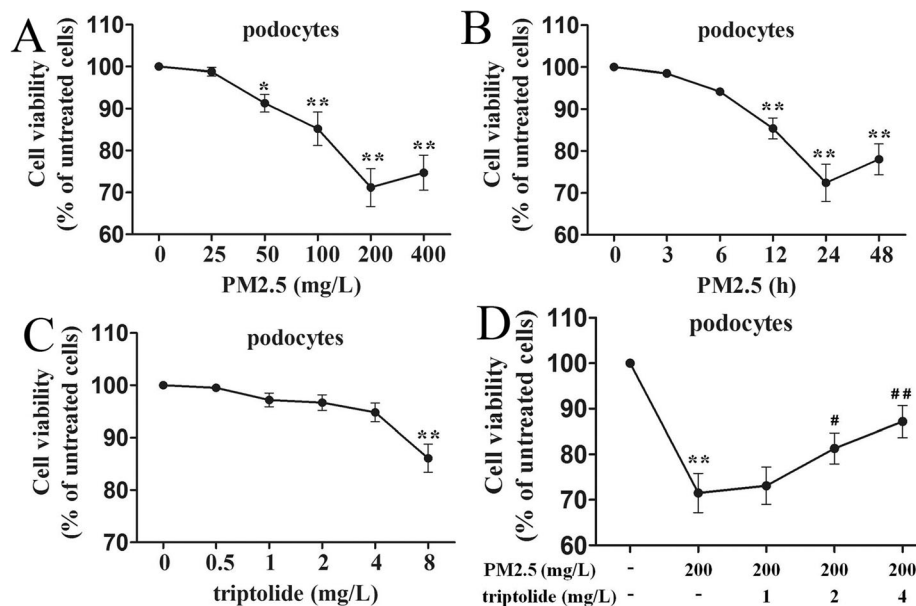 A
podocytes
Cell viability
(% of untreated cells)
110
100
90
80
70
60
*
**
**
**
0 25 50 100 200 400
PM2.5 (mg/L)
B
podocytes
Cell viability
(% of untreated cells)
110
100
90
80
70
60
**
**
**
0 3 6 12 24 48
PM2.5 (h)
C
podocytes
Cell viability
(% of untreated cells)
110
100
90
80
70
**
0 0.5 1 2 4 8
triptolide (mg/L)
D
podocytes
Cell viability
(% of untreated cells)
110
100
90
80
70
60
**
#
##
PM2.5 (mg/L) - 200 200 200 200
triptolide (mg/L) - - 1 2 4